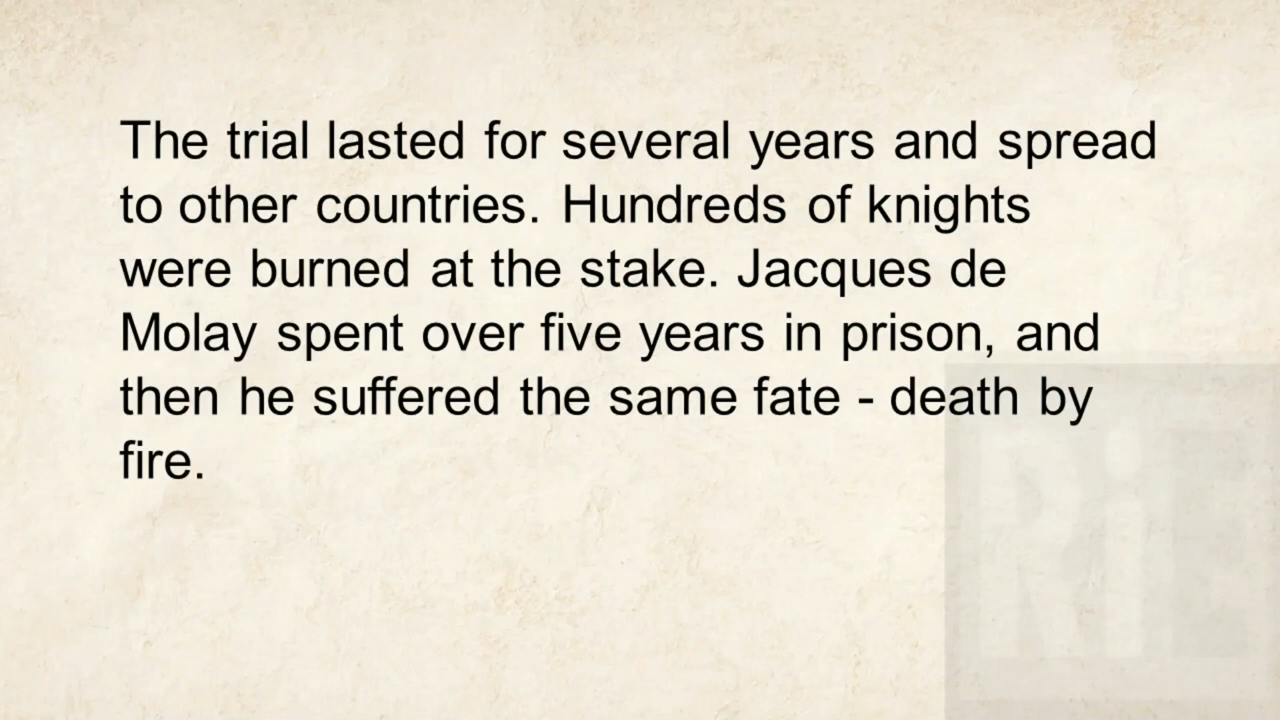 The trial lasted for several years and spread
to other countries. Hundreds of knights
were burned at the stake. Jacques de
Molay spent over five years in prison, and
then he suffered the same fate - death by
fire.